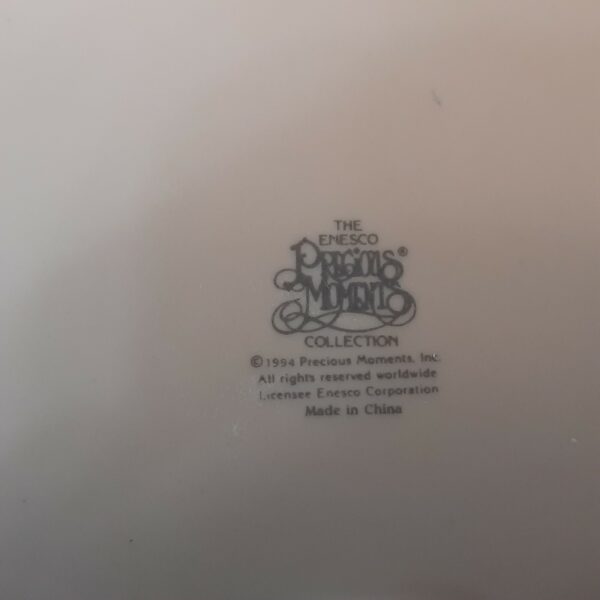 THE
ENESCO
PRECIOUS®
MOMENTS
COLLECTION
©1994 Precious Moments, Inc.
All rights reserved worldwide
Licensee Enesco Corporation
Made in China